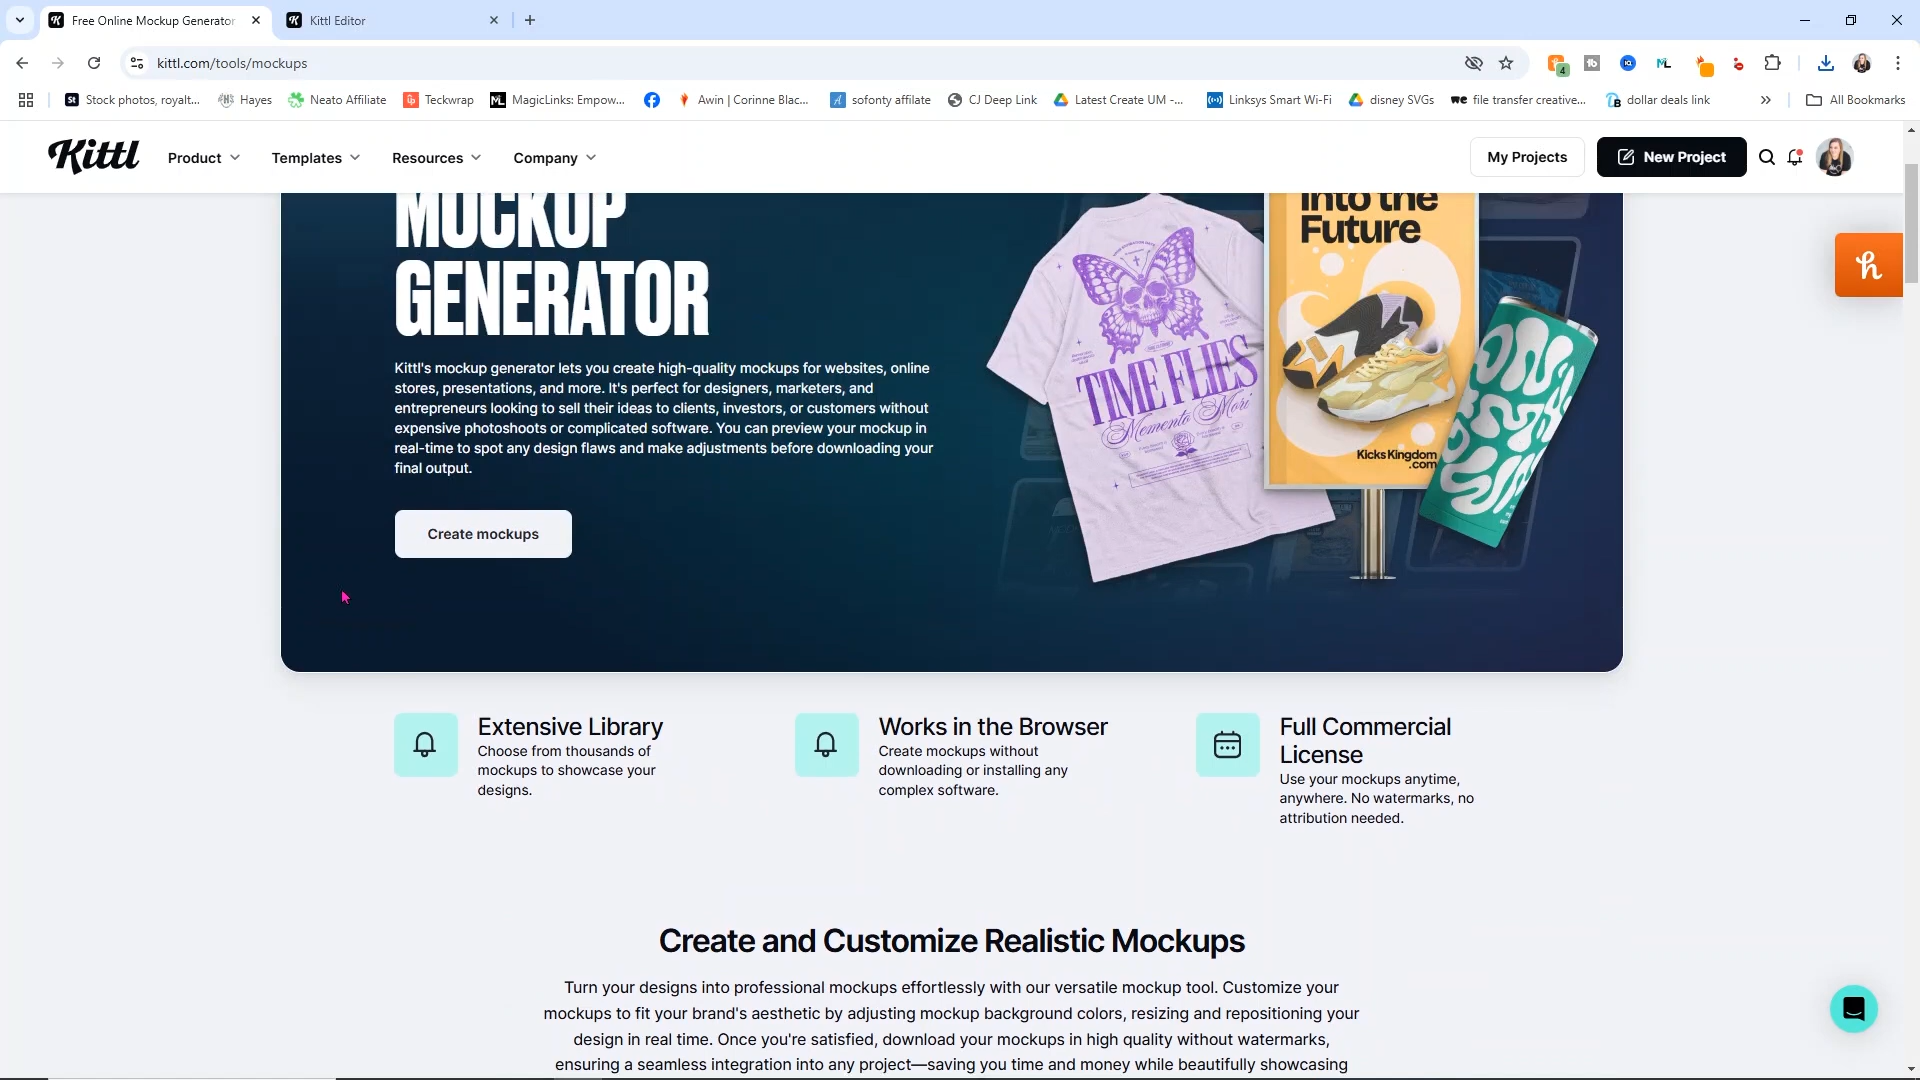 Free Online Mockup Generator
Kittl Editor
kittl.com/tools/mockups
4
Stock photos, royalt...
Hayes
Neato Affiliate
Teckwrap
MagicLinks: Empow...
Awin | Corinne Blac...
sofonty affilate
CJ Deep Link
Latest Create UM -...
Linksys Smart Wi-Fi
disney SVGs
file transfer creative...
dollar deals link
All Bookmarks
Kittl
Product
Templates
Resources
Company
My Projects
New Project
MOCKUP
GENERATOR
Kittl's mockup generator lets you create high-quality mockups for websites, online
stores, presentations, and more. It's perfect for designers, marketers, and
entrepreneurs looking to sell their ideas to clients, investors, or customers without
expensive photoshoots or complicated software. You can preview your mockup in
real-time to spot any design flaws and make adjustments before downloading your
final output.
Create mockups
TIME FLIES
Memento Mori
Into the
Future
Kicks Kingdom
.com
Extensive Library
Choose from thousands of
mockups to showcase your
designs.
Works in the Browser
Create mockups without
downloading or installing any
complex software.
Full Commercial
License
Use your mockups anytime,
anywhere. No watermarks, no
attribution needed.
Create and Customize Realistic Mockups
Turn your designs into professional mockups effortlessly with our versatile mockup tool. Customize your
mockups to fit your brand's aesthetic by adjusting mockup background colors, resizing and repositioning your
design in real time. Once you're satisfied, download your mockups in high quality without watermarks,
ensuring a seamless integration into any project—saving you time and money while beautifully showcasing